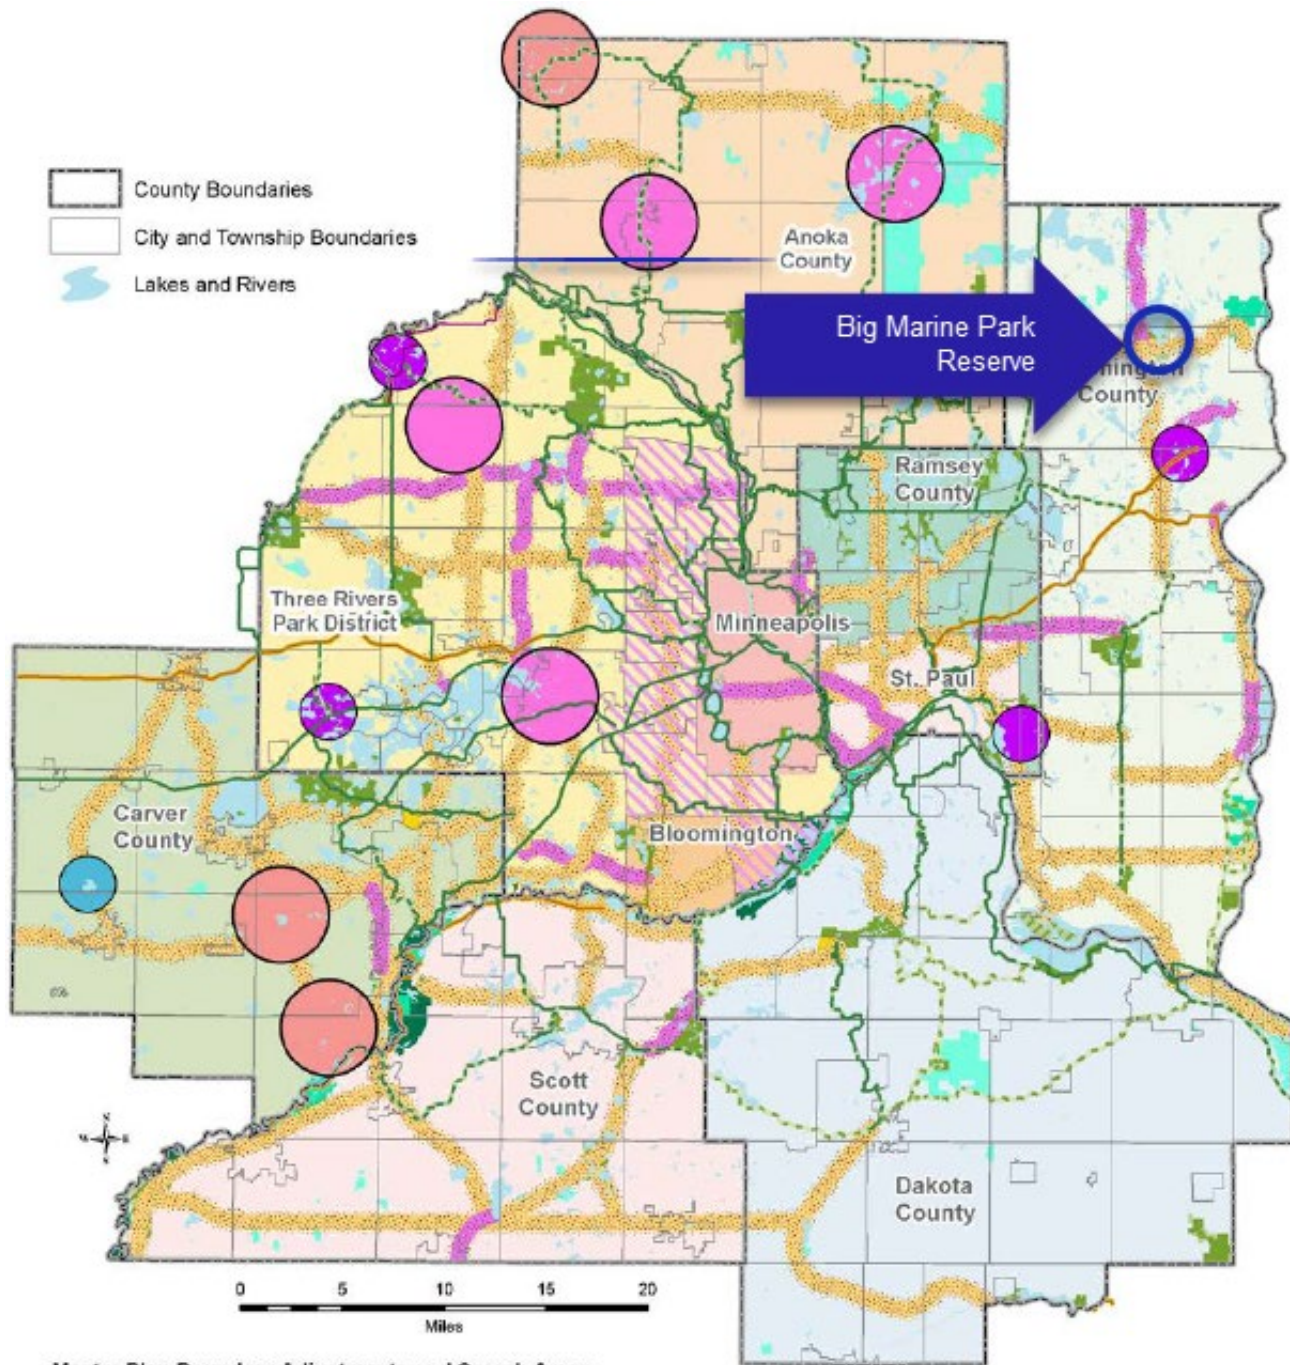 County Boundaries
City and Township Boundaries
Lakes and Rivers
Anoka
County
Big Marine Park
Reserve
County
Ramsey
County
Three Rivers
Park District
Minneapolis
St. Paul
Carver
County
Bloomington
Scott
County
Dakota
County
0 5 10 15 20
Miles